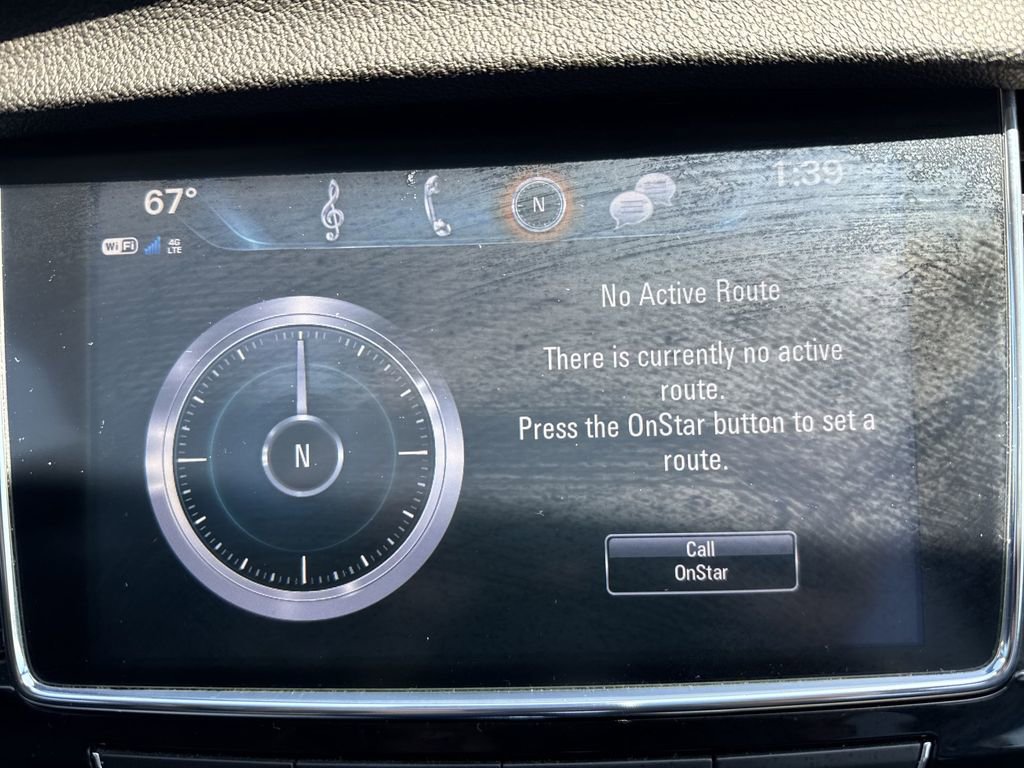 67°
N
1:39
WiFi
4G
LTE
No Active Route
There is currently no active
route.
Press the OnStar button to set a
route.
N
Call
OnStar